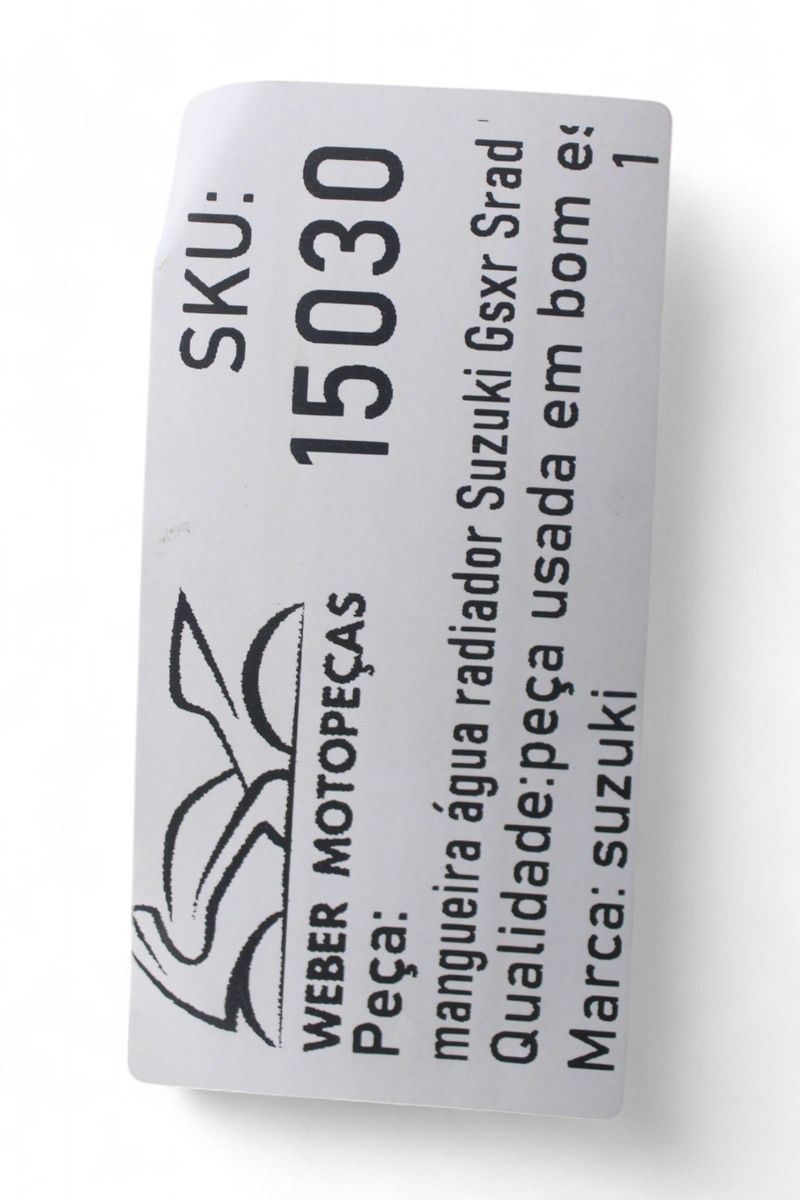 SKU:
15030
WEBER MOTOPEÇAS
Peça:
mangueira água radiador Suzuki Gsxr Srad
Qualidade:peça usada em bom es
Marca: suzuki
1